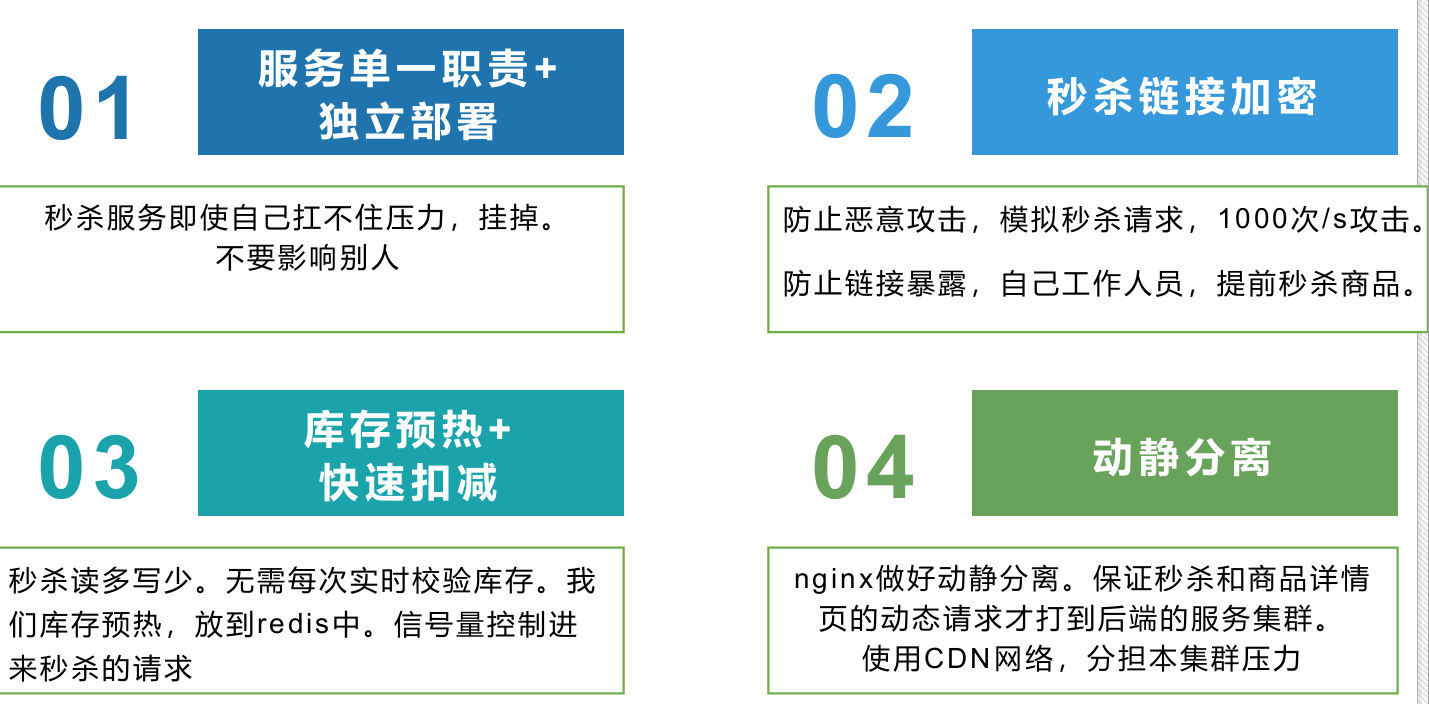 01
服务单一职责+
独立部署
秒杀服务即使自己扛不住压力，挂掉。
不要影响别人
02
秒杀链接加密
防止恶意攻击，模拟秒杀请求，1000次/s攻击。
防止链接暴露，自己工作人员，提前秒杀商品。
03
库存预热+
快速扣减
秒杀读多写少。无需每次实时校验库存。我
们库存预热，放到redis中。信号量控制进
来秒杀的请求
04
动静分离
nginx做好动静分离。保证秒杀和商品详情
页的动态请求才打到后端的服务集群。
使用CDN网络，分担本集群压力